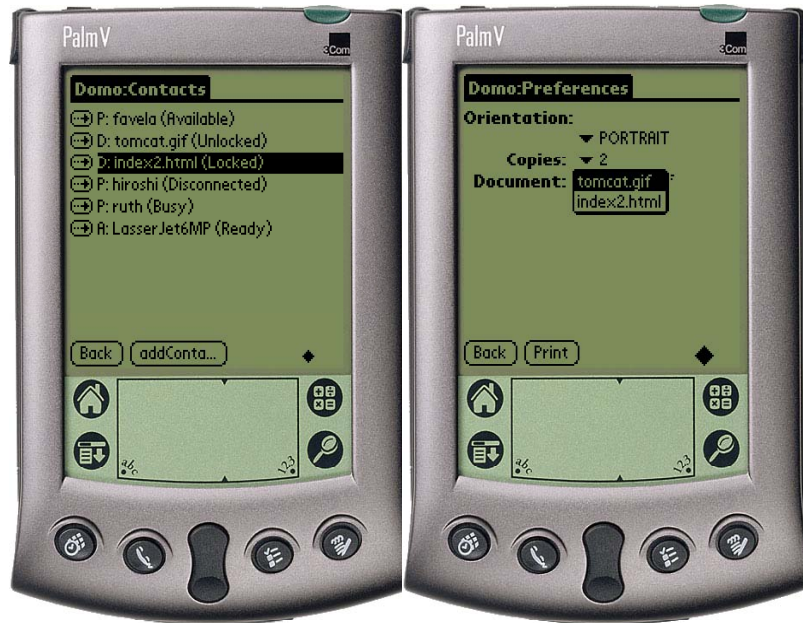 PalmV
3Com
Domo:Contacts
P: favela (Available)
D: tomcat.gif (Unlocked)
D: index2.html (Locked)
P: hiroshi (Disconnected)
P: ruth (Busy)
A: LasserJet6MP (Ready)
Back
addConta...
abc
123
PalmV
3Com
Domo:Preferences
Orientation:
PORTRAIT
Copies: 2
Document: tomcat.gif
index2.html
Back
Print
abc
123